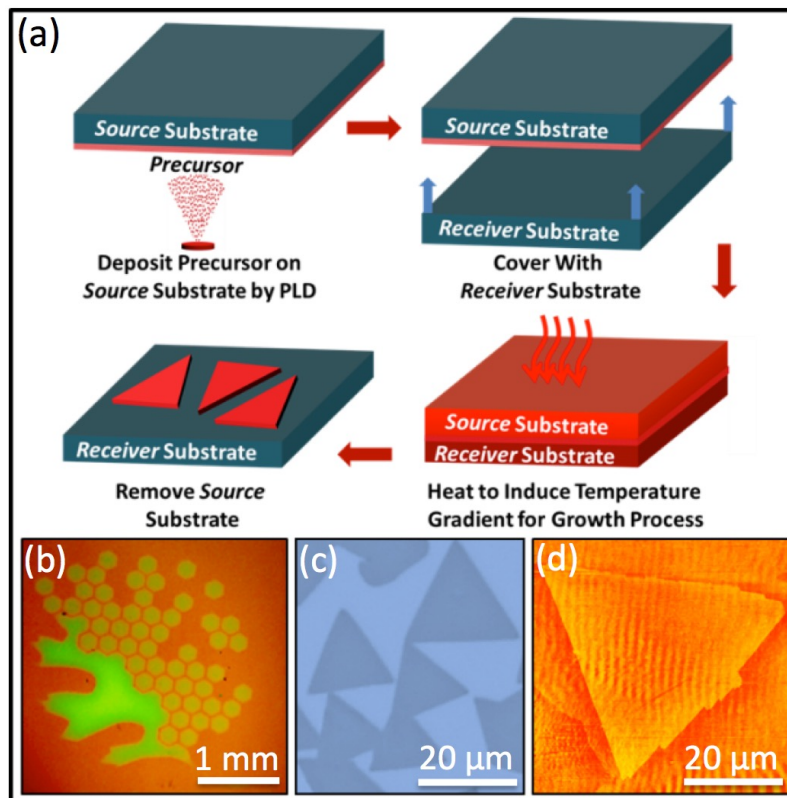 (a)
Source Substrate
Precursor
Deposit Precursor on
Source Substrate by PLD
Source Substrate
Receiver Substrate
Cover With
Receiver Substrate
Receiver Substrate
Remove Source
Substrate
Source Substrate
Receiver Substrate
Heat to Induce Temperature
Gradient for Growth Process
(b)
1 mm
(c)
20 μm
(d)
20 μm